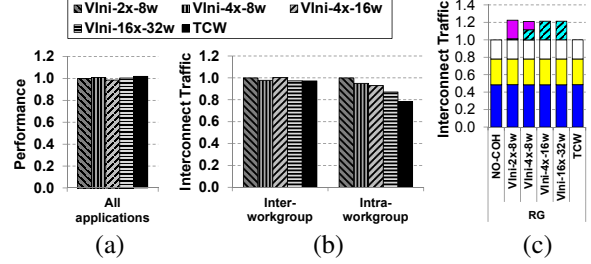 VIni-2x-8w VIni-4x-8w VIni-4x-16w
VIni-16x-32w TCW
Performance
1.2
1.0
0.8
0.6
0.4
0.2
0.0
All
applications
(a)
Interconnect Traffic
1.2
1.0
0.8
0.6
0.4
0.2
0.0
Inter-
workgroup
Intra-
workgroup
(b)
Interconnect Traffic
1.4
1.2
1.0
0.8
0.6
0.4
0.2
0.0
NO-COH
VIni-2x-8w
VIni-4x-8w
VIni-4x-16w
VIni-16x-32w
TCW
RG
(c)